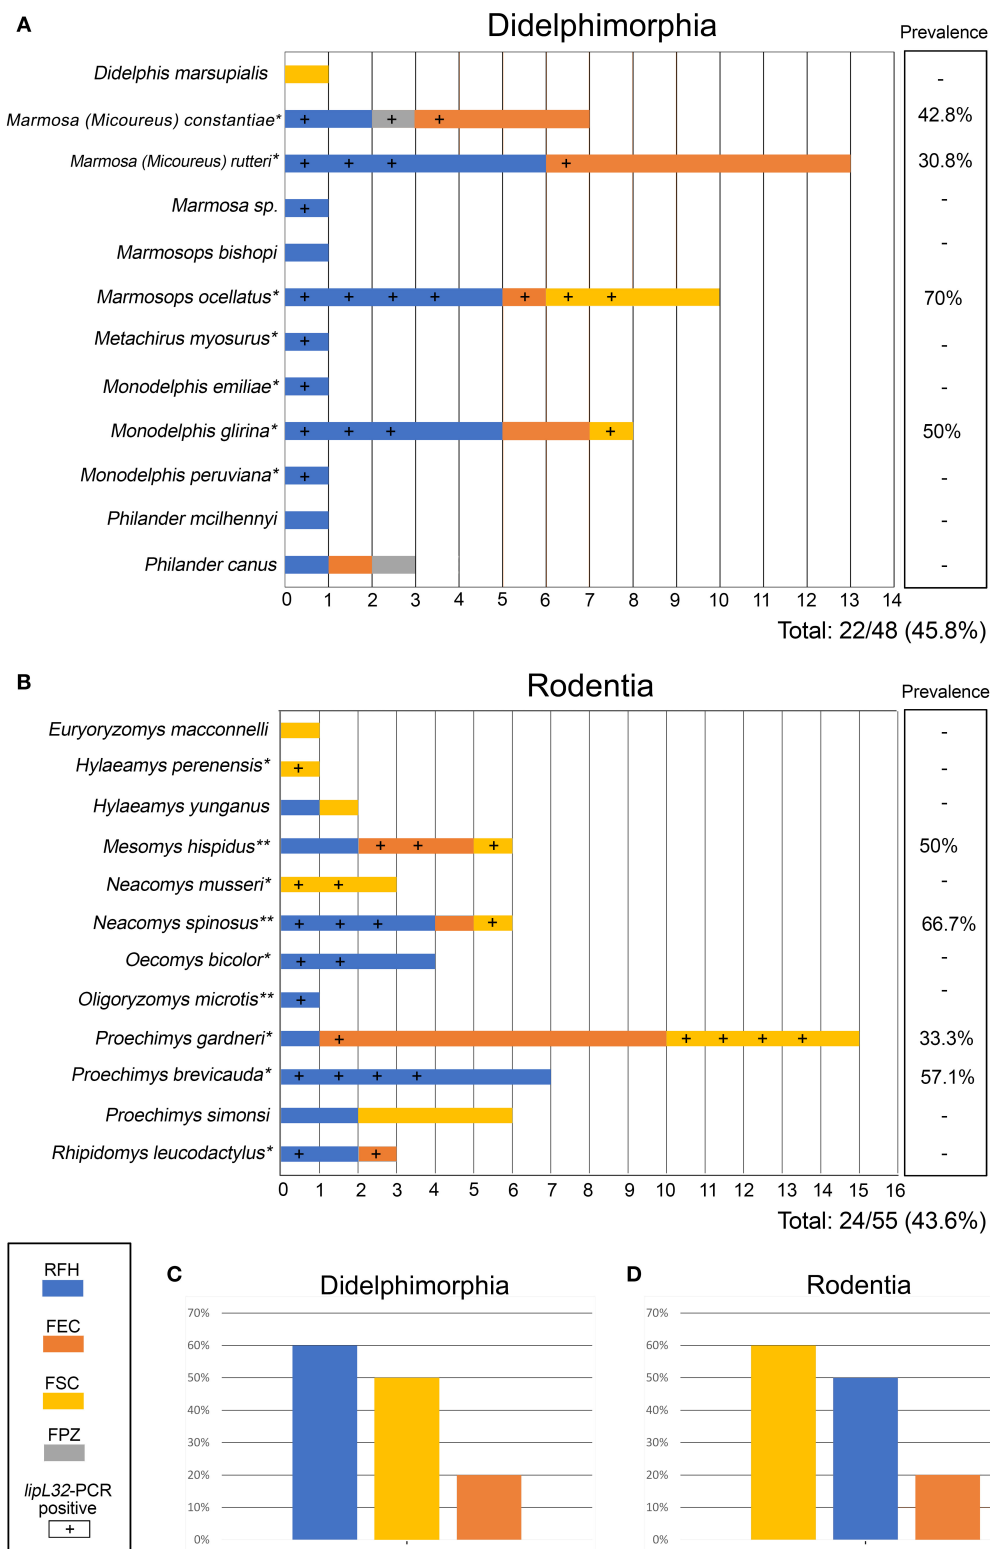 A
Didelphimorphia
Prevalence
Didelphis marsupialis
-
Marmosa (Micoureus) constantiae*
+ + +
42.8%
Marmosa (Micoureus) rutteri*
+ + + +
30.8%
Marmosa sp.
+
-
Marmosops bishopi
-
Marmosops ocellatus*
+ + + + + + +
70%
Metachirus myosurus*
+
-
Monodelphis emiliae*
+
-
Monodelphis glirina*
+ + + +
50%
Monodelphis peruviana*
+
-
Philander mcilhennyi
-
Philander canus
-
0 1 2 3 4 5 6 7 8 9 10 11 12 13 14
Total: 22/48 (45.8%)
B
Rodentia
Prevalence
Euryoryzomys macconnelli
-
Hylaeamys perenensis*
+
-
Hylaeamys yunganus
-
Mesomys hispidus**
+ + +
50%
Neacomys musseri*
+ +
-
Neacomys spinosus**
+ + + +
66.7%
Oecomys bicolor*
+ +
-
Oligoryzomys microtis**
+
-
Proechimys gardneri*
+ + + + +
33.3%
Proechimys brevicauda*
+ + + +
57.1%
Proechimys simonsi
-
Rhipidomys leucodactylus*
+ +
-
0 1 2 3 4 5 6 7 8 9 10 11 12 13 14 15 16
Total: 24/55 (43.6%)
RFH
FEC
FSC
FPZ
lipL32-PCR
positive
+
C
Didelphimorphia
70%
60%
50%
40%
30%
20%
10%
0%
D
Rodentia
70%
60%
50%
40%
30%
20%
10%
0%